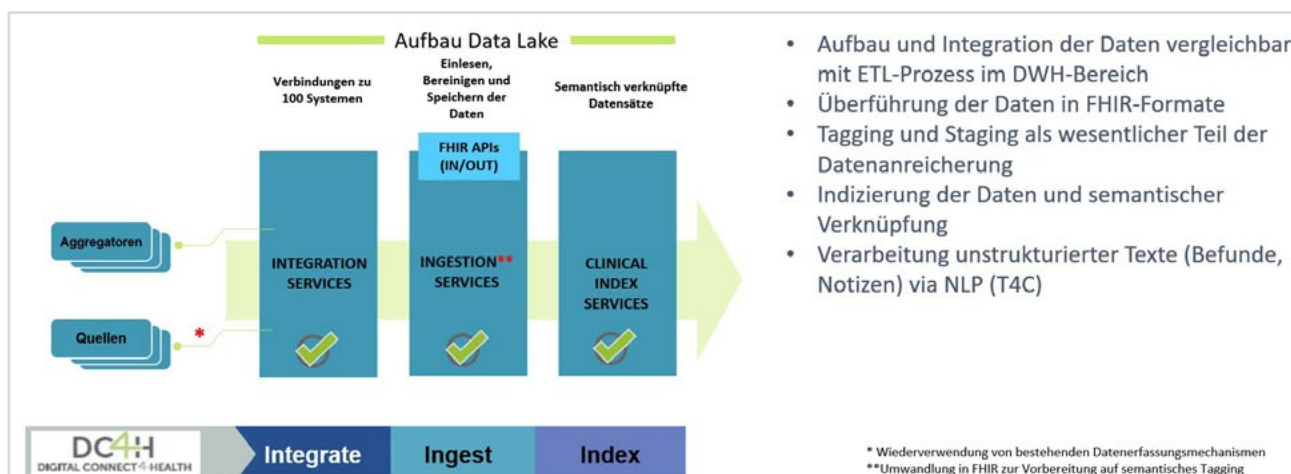 Aufbau Data Lake
Verbindungen zu
100 Systemen
Einlesen,
Bereinigen und
Speichern der
Daten
Semantisch verknüpfte
Datensätze
FHIR APIs
(IN/OUT)
Aggregatoren
Quellen
*
INTEGRATION
SERVICES
INGESTION**
SERVICES
CLINICAL
INDEX
SERVICES
DC4H
DIGITAL CONNECT4HEALTH
Integrate
Ingest
Index
• Aufbau und Integration der Daten vergleichbar
mit ETL-Prozess im DWH-Bereich
• Überführung der Daten in FHIR-Formate
• Tagging und Staging als wesentlicher Teil der
Datenanreicherung
• Indizierung der Daten und semantischer
Verknüpfung
• Verarbeitung unstrukturierter Texte (Befunde,
Notizen) via NLP (T4C)
* Wiederverwendung von bestehenden Datenerfassungsmechanismen
**Umwandlung in FHIR zur Vorbereitung auf semantisches Tagging